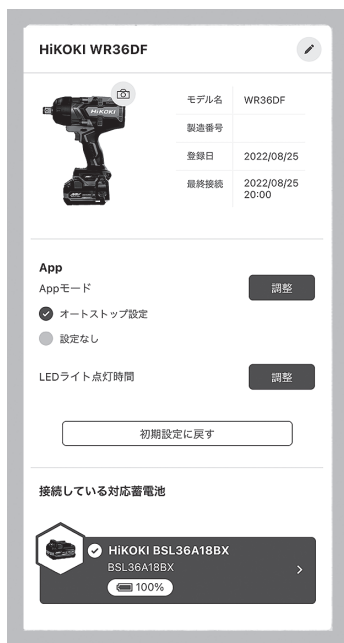 HiKOKI WR36DF
HiKOKI
モデル名 WR36DF
製造番号
登録日 2022/08/25
最終接続 2022/08/25
20:00
App
Appモード
調整
オートストップ設定
設定なし
LEDライト点灯時間
調整
初期設定に戻す
接続している対応蓄電池
HiKOKI BSL36A18BX
BSL36A18BX
100%